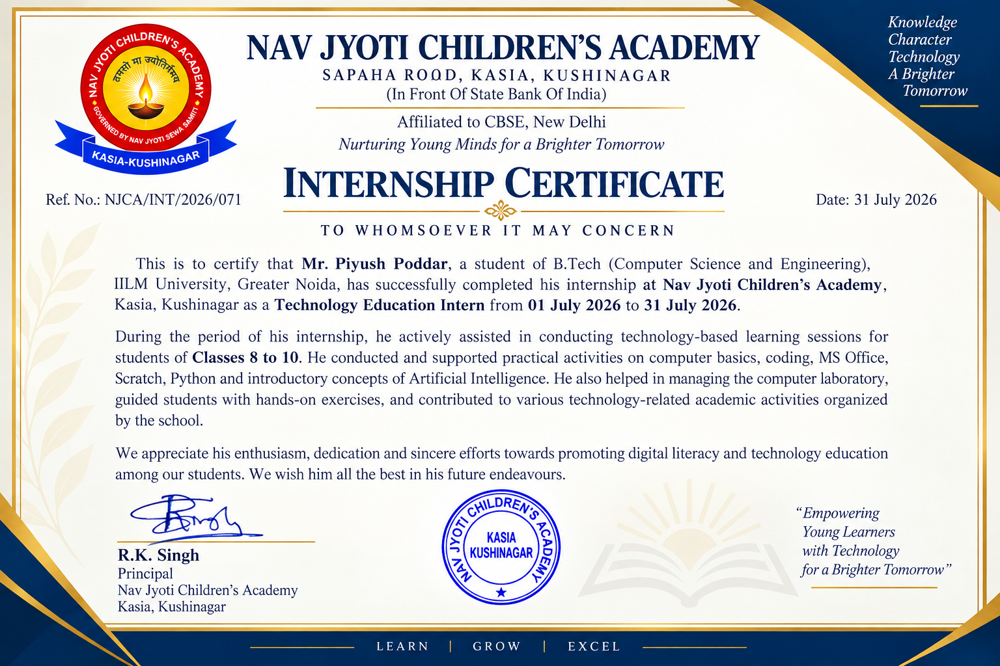 NAV JYOTI CHILDREN'S ACADEMY
तमसो मा ज्योतिर्गमय
GOVERNED BY NAV JYOTI SEWA SAMITI
KASIA-KUSHINAGAR
NAV JYOTI CHILDREN'S ACADEMY
SAPAHA ROOD, KASIA, KUSHINAGAR
(In Front Of State Bank Of India)
Affiliated to CBSE, New Delhi
Nurturing Young Minds for a Brighter Tomorrow
Knowledge
Character
Technology
A Brighter
Tomorrow
INTERNSHIP CERTIFICATE
Ref. No.: NJCA/INT/2026/071
Date: 31 July 2026
TO WHOMSOEVER IT MAY CONCERN
This is to certify that Mr. Piyush Poddar, a student of B.Tech (Computer Science and Engineering),
IILM University, Greater Noida, has successfully completed his internship at Nav Jyoti Children's Academy,
Kasia, Kushinagar as a Technology Education Intern from 01 July 2026 to 31 July 2026.
During the period of his internship, he actively assisted in conducting technology-based learning sessions for
students of Classes 8 to 10. He conducted and supported practical activities on computer basics, coding, MS Office,
Scratch, Python and introductory concepts of Artificial Intelligence. He also helped in managing the computer laboratory,
guided students with hands-on exercises, and contributed to various technology-related academic activities organized
by the school.
We appreciate his enthusiasm, dedication and sincere efforts towards promoting digital literacy and technology education
among our students. We wish him all the best in his future endeavours.
R.K. Singh
Principal
Nav Jyoti Children's Academy
Kasia, Kushinagar
NAV JYOTI CHILDREN'S ACADEMY
KASIA
KUSHINAGAR
"Empowering
Young Learners
with Technology
for a Brighter Tomorrow"
LEARN | GROW | EXCEL